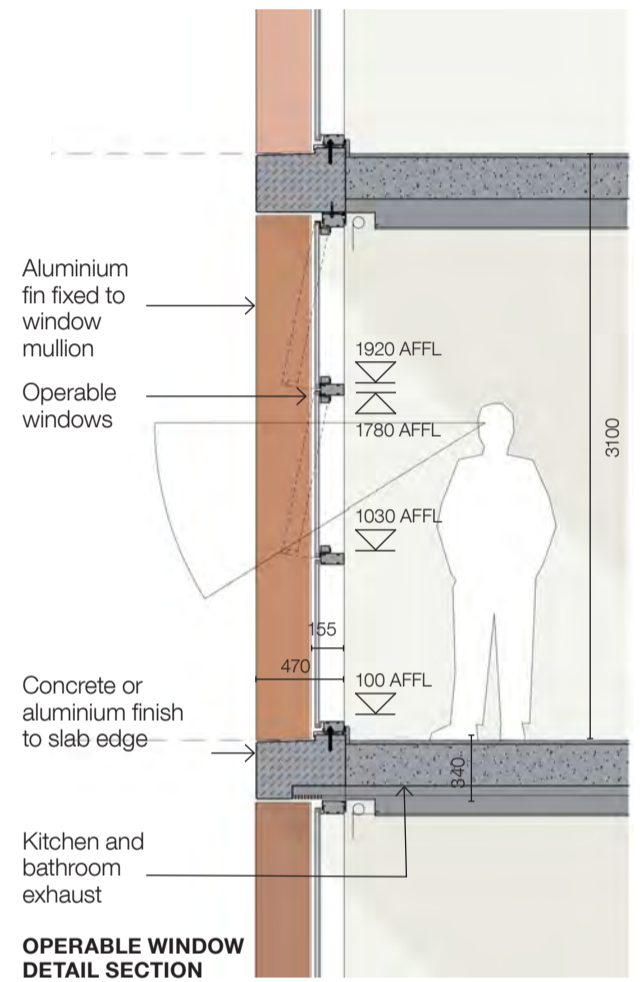 Aluminium
fin fixed to
window
mullion
Operable
windows
1920 AFFL
1780 AFFL
3100
1030 AFFL
155
470
100 AFFL
Concrete or
aluminium finish
to slab edge
340
Kitchen and
bathroom
exhaust
OPERABLE WINDOW
DETAIL SECTION